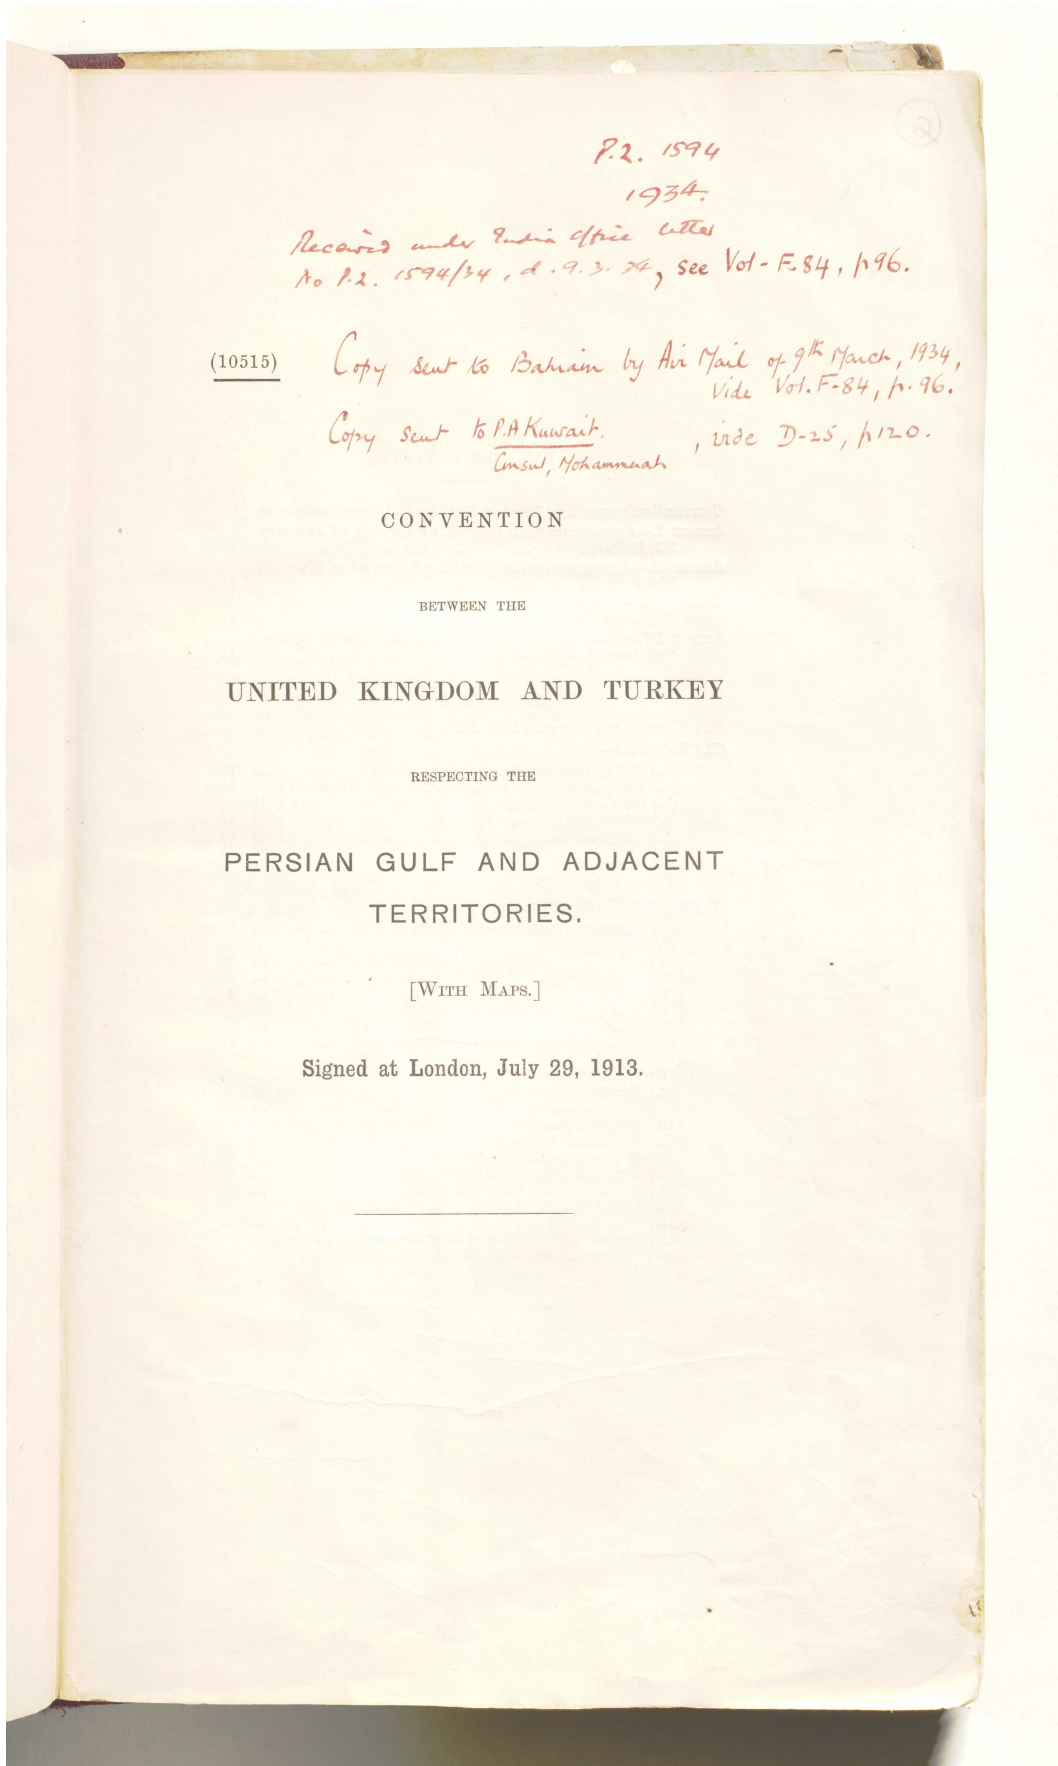 2
P.Z. 1594
1934.
Received under India Office letter
No P.Z. 1594/34, d. 9.3.34, see Vol-F.84, p 96.
(10515)
Copy sent to Bahrain by Air Mail of 9th March, 1934,
vide Vol. F-84, p. 96.
Copy sent to P.A Kuwait. , vide D-25, p 120.
Consul, Mohammerah
CONVENTION
BETWEEN THE
UNITED KINGDOM AND TURKEY
RESPECTING THE
PERSIAN GULF AND ADJACENT
TERRITORIES.
[WITH MAPS.]
Signed at London, July 29, 1913.